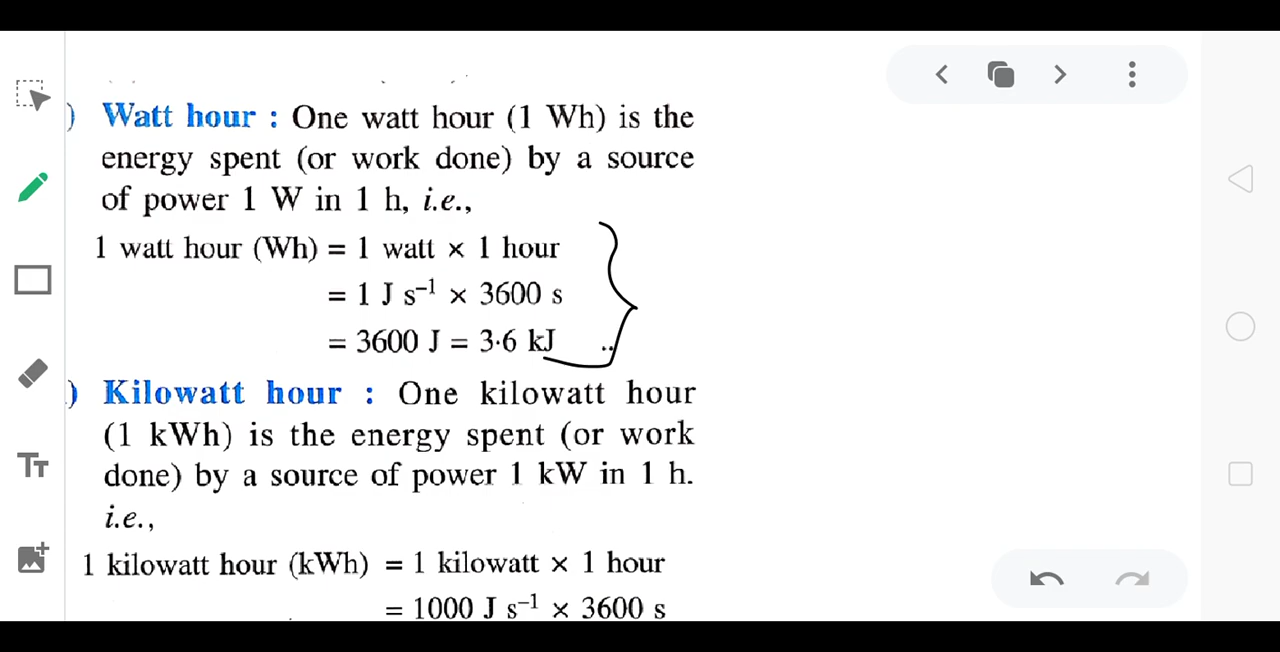 ) Watt hour : One watt hour (1 Wh) is the
energy spent (or work done) by a source
of power 1 W in 1 h, i.e.,
1 watt hour (Wh) = 1 watt × 1 hour
= 1 J s⁻¹ × 3600 s
= 3600 J = 3·6 kJ ..
.) Kilowatt hour : One kilowatt hour
(1 kWh) is the energy spent (or work
done) by a source of power 1 kW in 1 h.
i.e.,
1 kilowatt hour (kWh) = 1 kilowatt × 1 hour
= 1000 J s⁻¹ × 3600 s